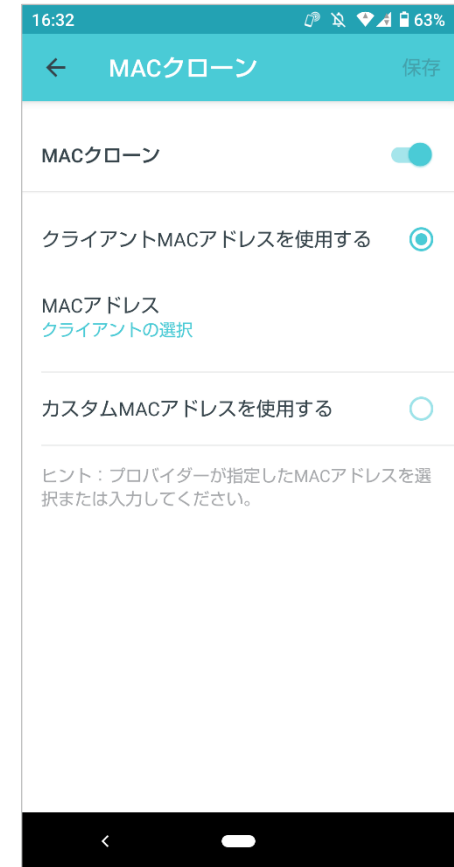 16:32 63%
MACクローン 保存
MACクローン
クライアントMACアドレスを使用する
MACアドレス
クライアントの選択
カスタムMACアドレスを使用する
ヒント：プロバイダーが指定したMACアドレスを選
択または入力してください。